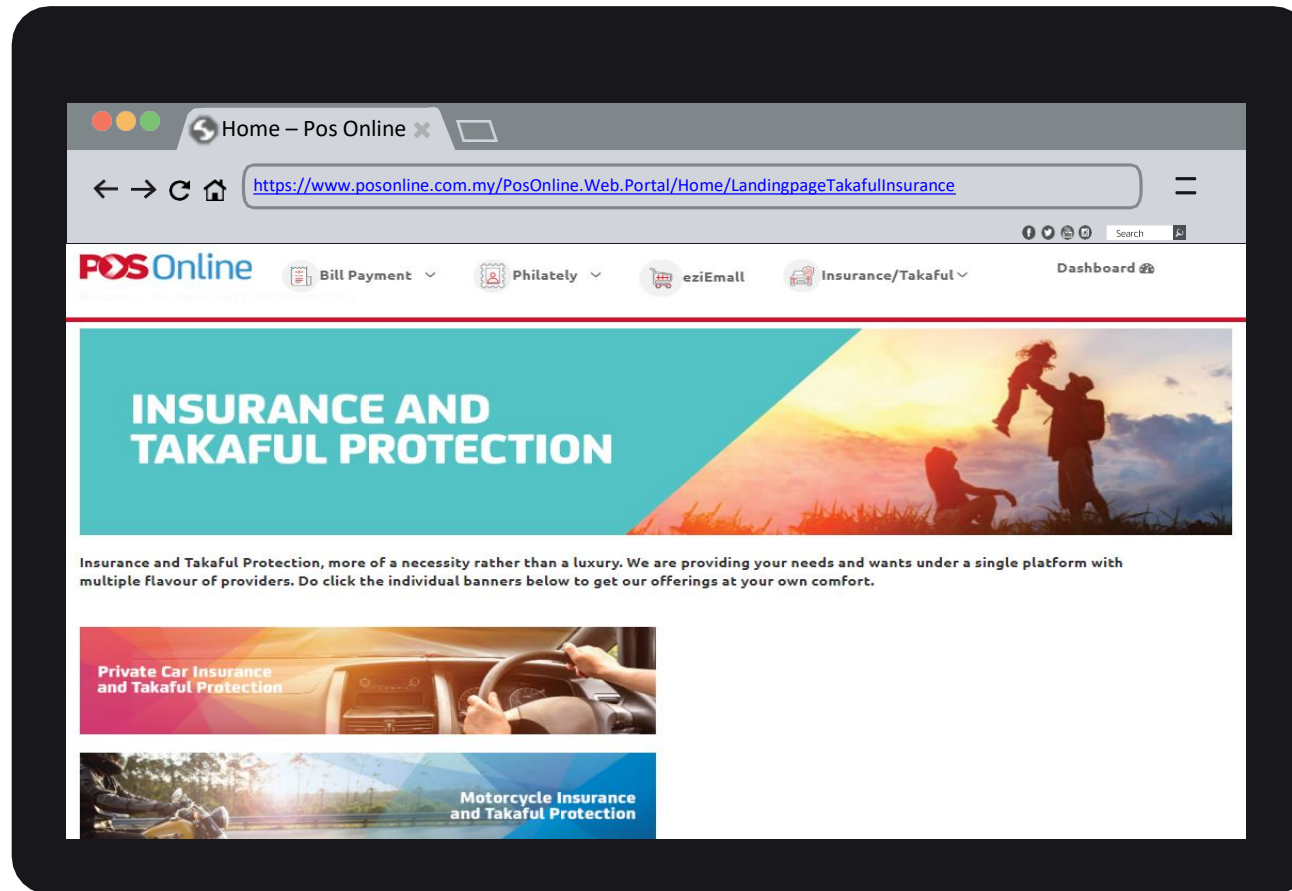 Home – Pos Online
https://www.posonline.com.my/PosOnline.Web.Portal/Home/LandingpageTakafulInsurance
Search
POS Online
Bill Payment
Philately
eziEmall
Insurance/Takaful
Dashboard
INSURANCE AND
TAKAFUL PROTECTION
Insurance and Takaful Protection, more of a necessity rather than a luxury. We are providing your needs and wants under a single platform with
multiple flavour of providers. Do click the individual banners below to get our offerings at your own comfort.
Private Car Insurance
and Takaful Protection
Motorcycle Insurance
and Takaful Protection